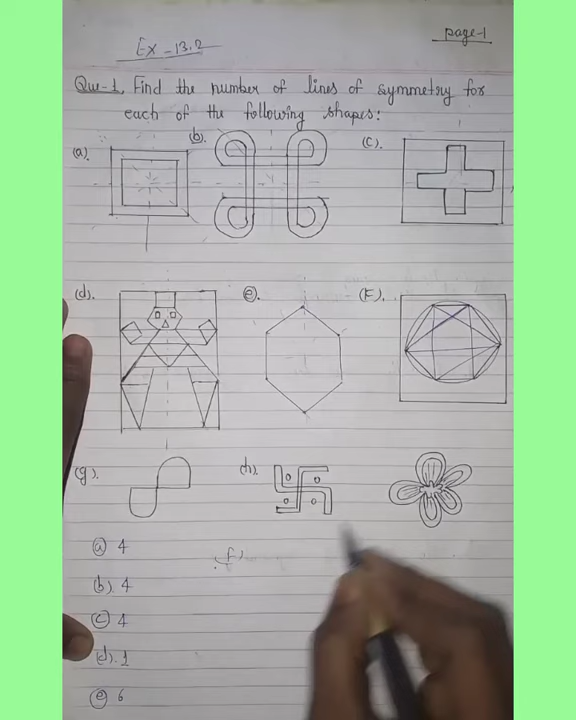 page-1
Ex-13.2
Que-1. Find the number of lines of symmetry for
each of the following shapes:
(a). (b). (c).
(d). (e). (F).
(g). (h).
(a) 4
(b). 4
(c) 4
(d). 1
(e) 6
(f)